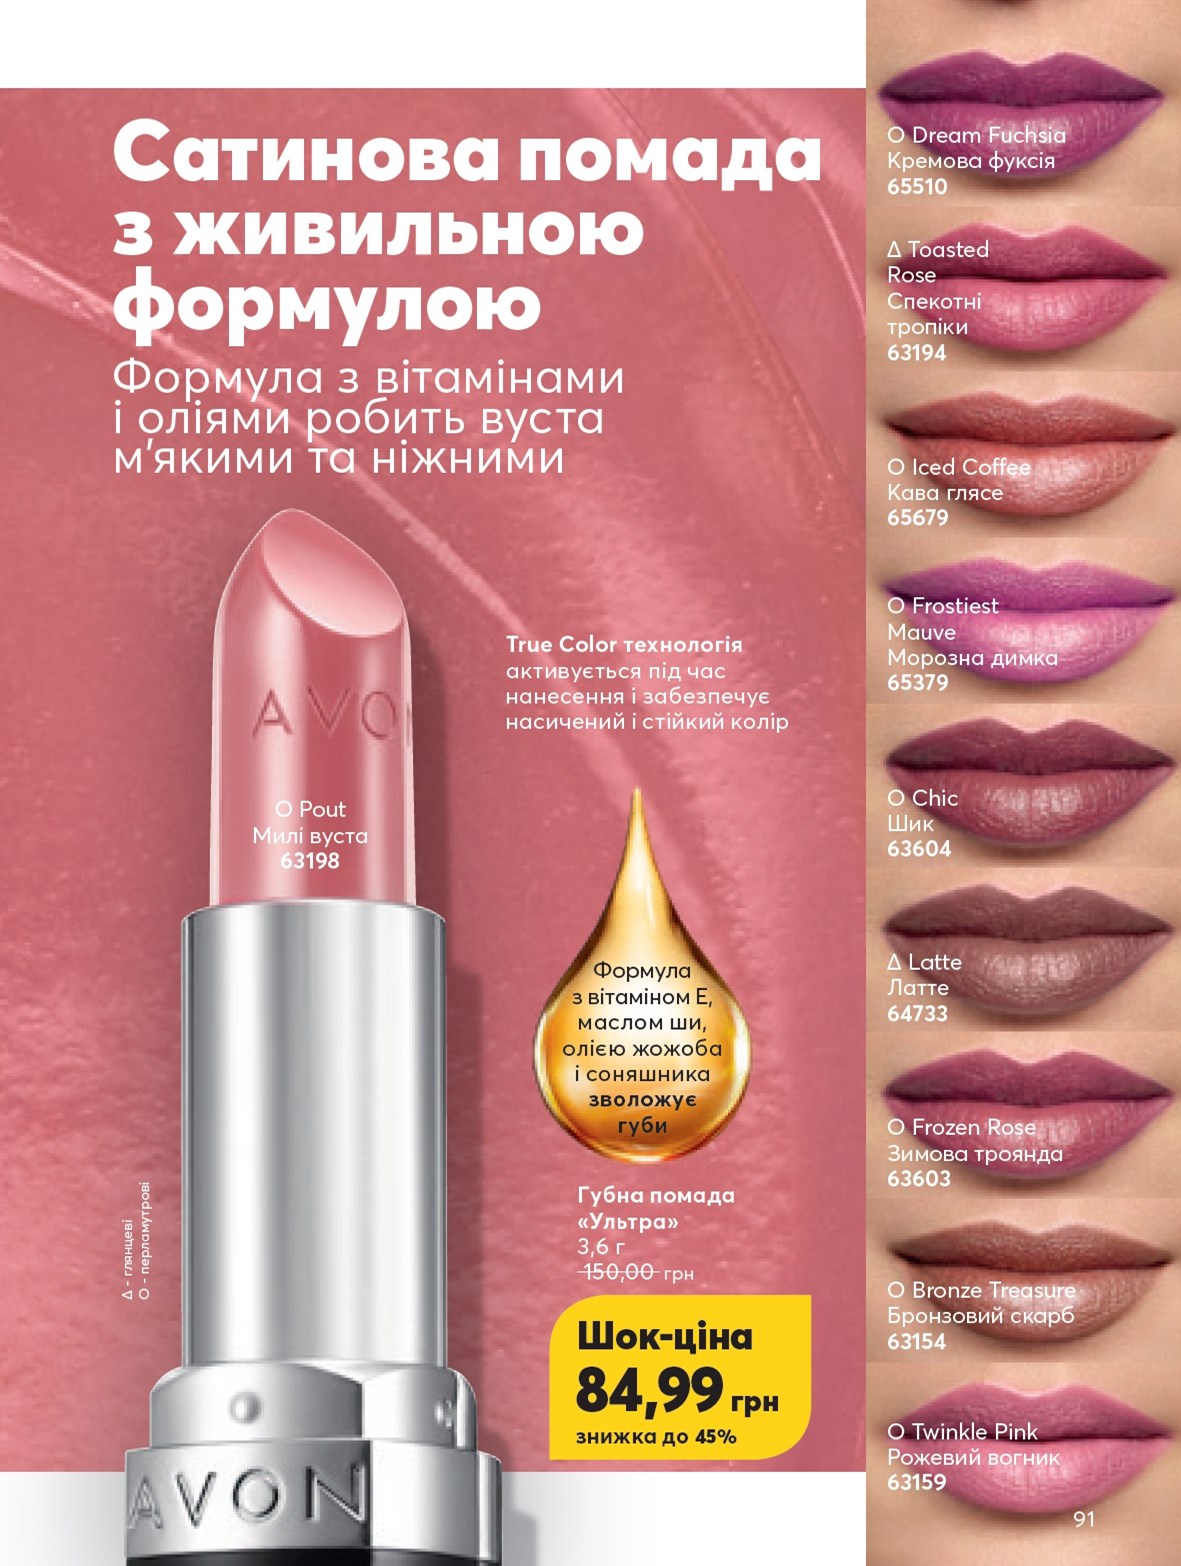 Сатинова помада
з живильною
формулою
Формула з вітамінами
і оліями робить вуста
м'якими та ніжними
True Color технологія
активується під час
нанесення і забезпечує
насичений і стійкий колір
AVON
O Pout
Милі вуста
63198
Формула
з вітаміном Е,
маслом ши,
олією жожоба
і соняшника
зволожує
губи
Δ - глянцеві
O - перламутрові
Губна помада
«Ультра»
3,6 г
150,00 грн
Шок-ціна
84,99 грн
знижка до 45%
AVON
O Dream Fuchsia
Кремова фуксія
65510
Δ Toasted
Rose
Спекотні
тропіки
63194
O Iced Coffee
Кава глясе
65679
O Frostiest
Mauve
Морозна димка
65379
O Chic
Шик
63604
Δ Latte
Латте
64733
O Frozen Rose
Зимова троянда
63603
O Bronze Treasure
Бронзовий скарб
63154
O Twinkle Pink
Рожевий вогник
63159
91